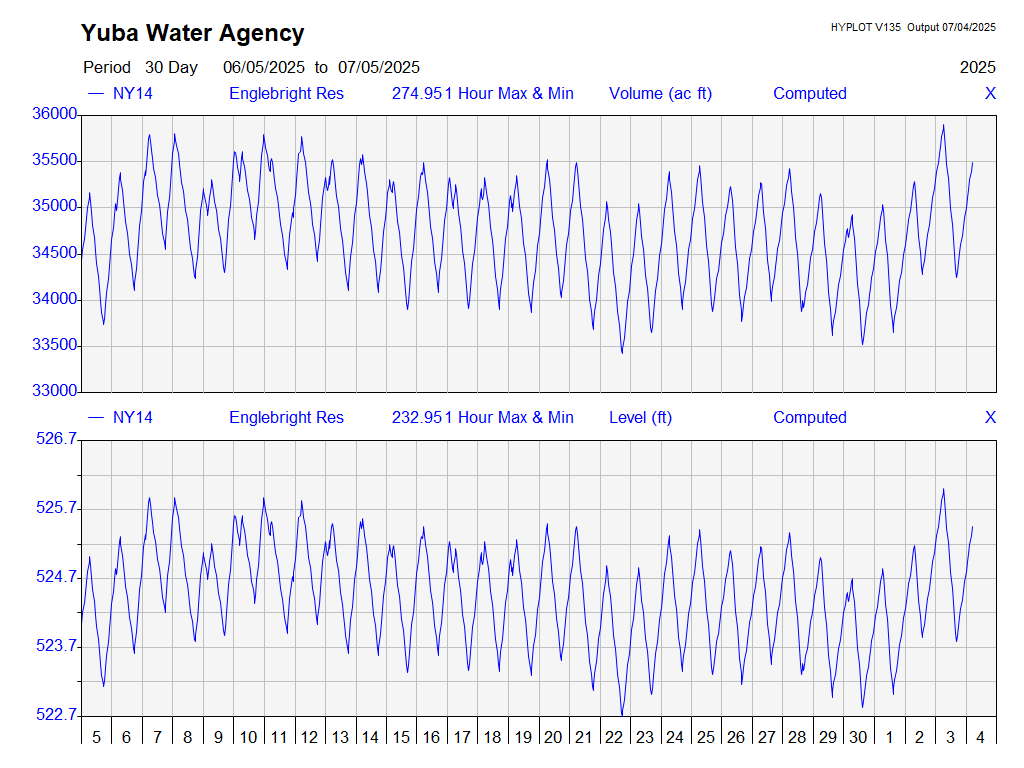 Yuba Water Agency
HYPLOT V135 Output 07/04/2025
Period 30 Day 06/05/2025 to 07/05/2025
2025
NY14 Englebright Res 274.951 Hour Max & Min Volume (ac ft) Computed X
36000
35500
35000
34500
34000
33500
33000
NY14 Englebright Res 232.951 Hour Max & Min Level (ft) Computed X
526.7
525.7
524.7
523.7
522.7
5 6 7 8 9 10 11 12 13 14 15 16 17 18 19 20 21 22 23 24 25 26 27 28 29 30 1 2 3 4